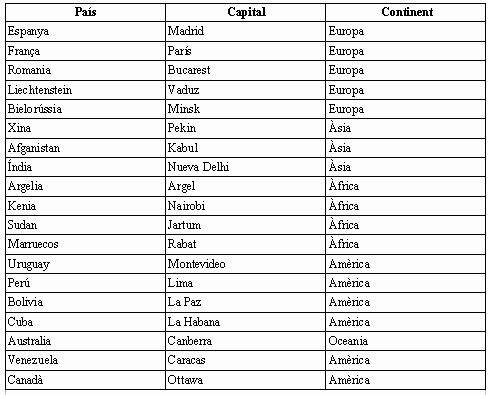 País Capital Continent
Espanya Madrid Europa
França París Europa
Romania Bucarest Europa
Liechtenstein Vaduz Europa
Bielorússia Minsk Europa
Xina Pekin Àsia
Afganistan Kabul Àsia
Índia Nueva Delhi Àsia
Argelia Argel Àfrica
Kenia Nairobi Àfrica
Sudan Jartum Àfrica
Marruecos Rabat Àfrica
Uruguay Montevideo Amèrica
Perú Lima Amèrica
Bolivia La Paz Amèrica
Cuba La Habana Amèrica
Australia Canberra Oceania
Venezuela Caracas Amèrica
Canadà Ottawa Amèrica